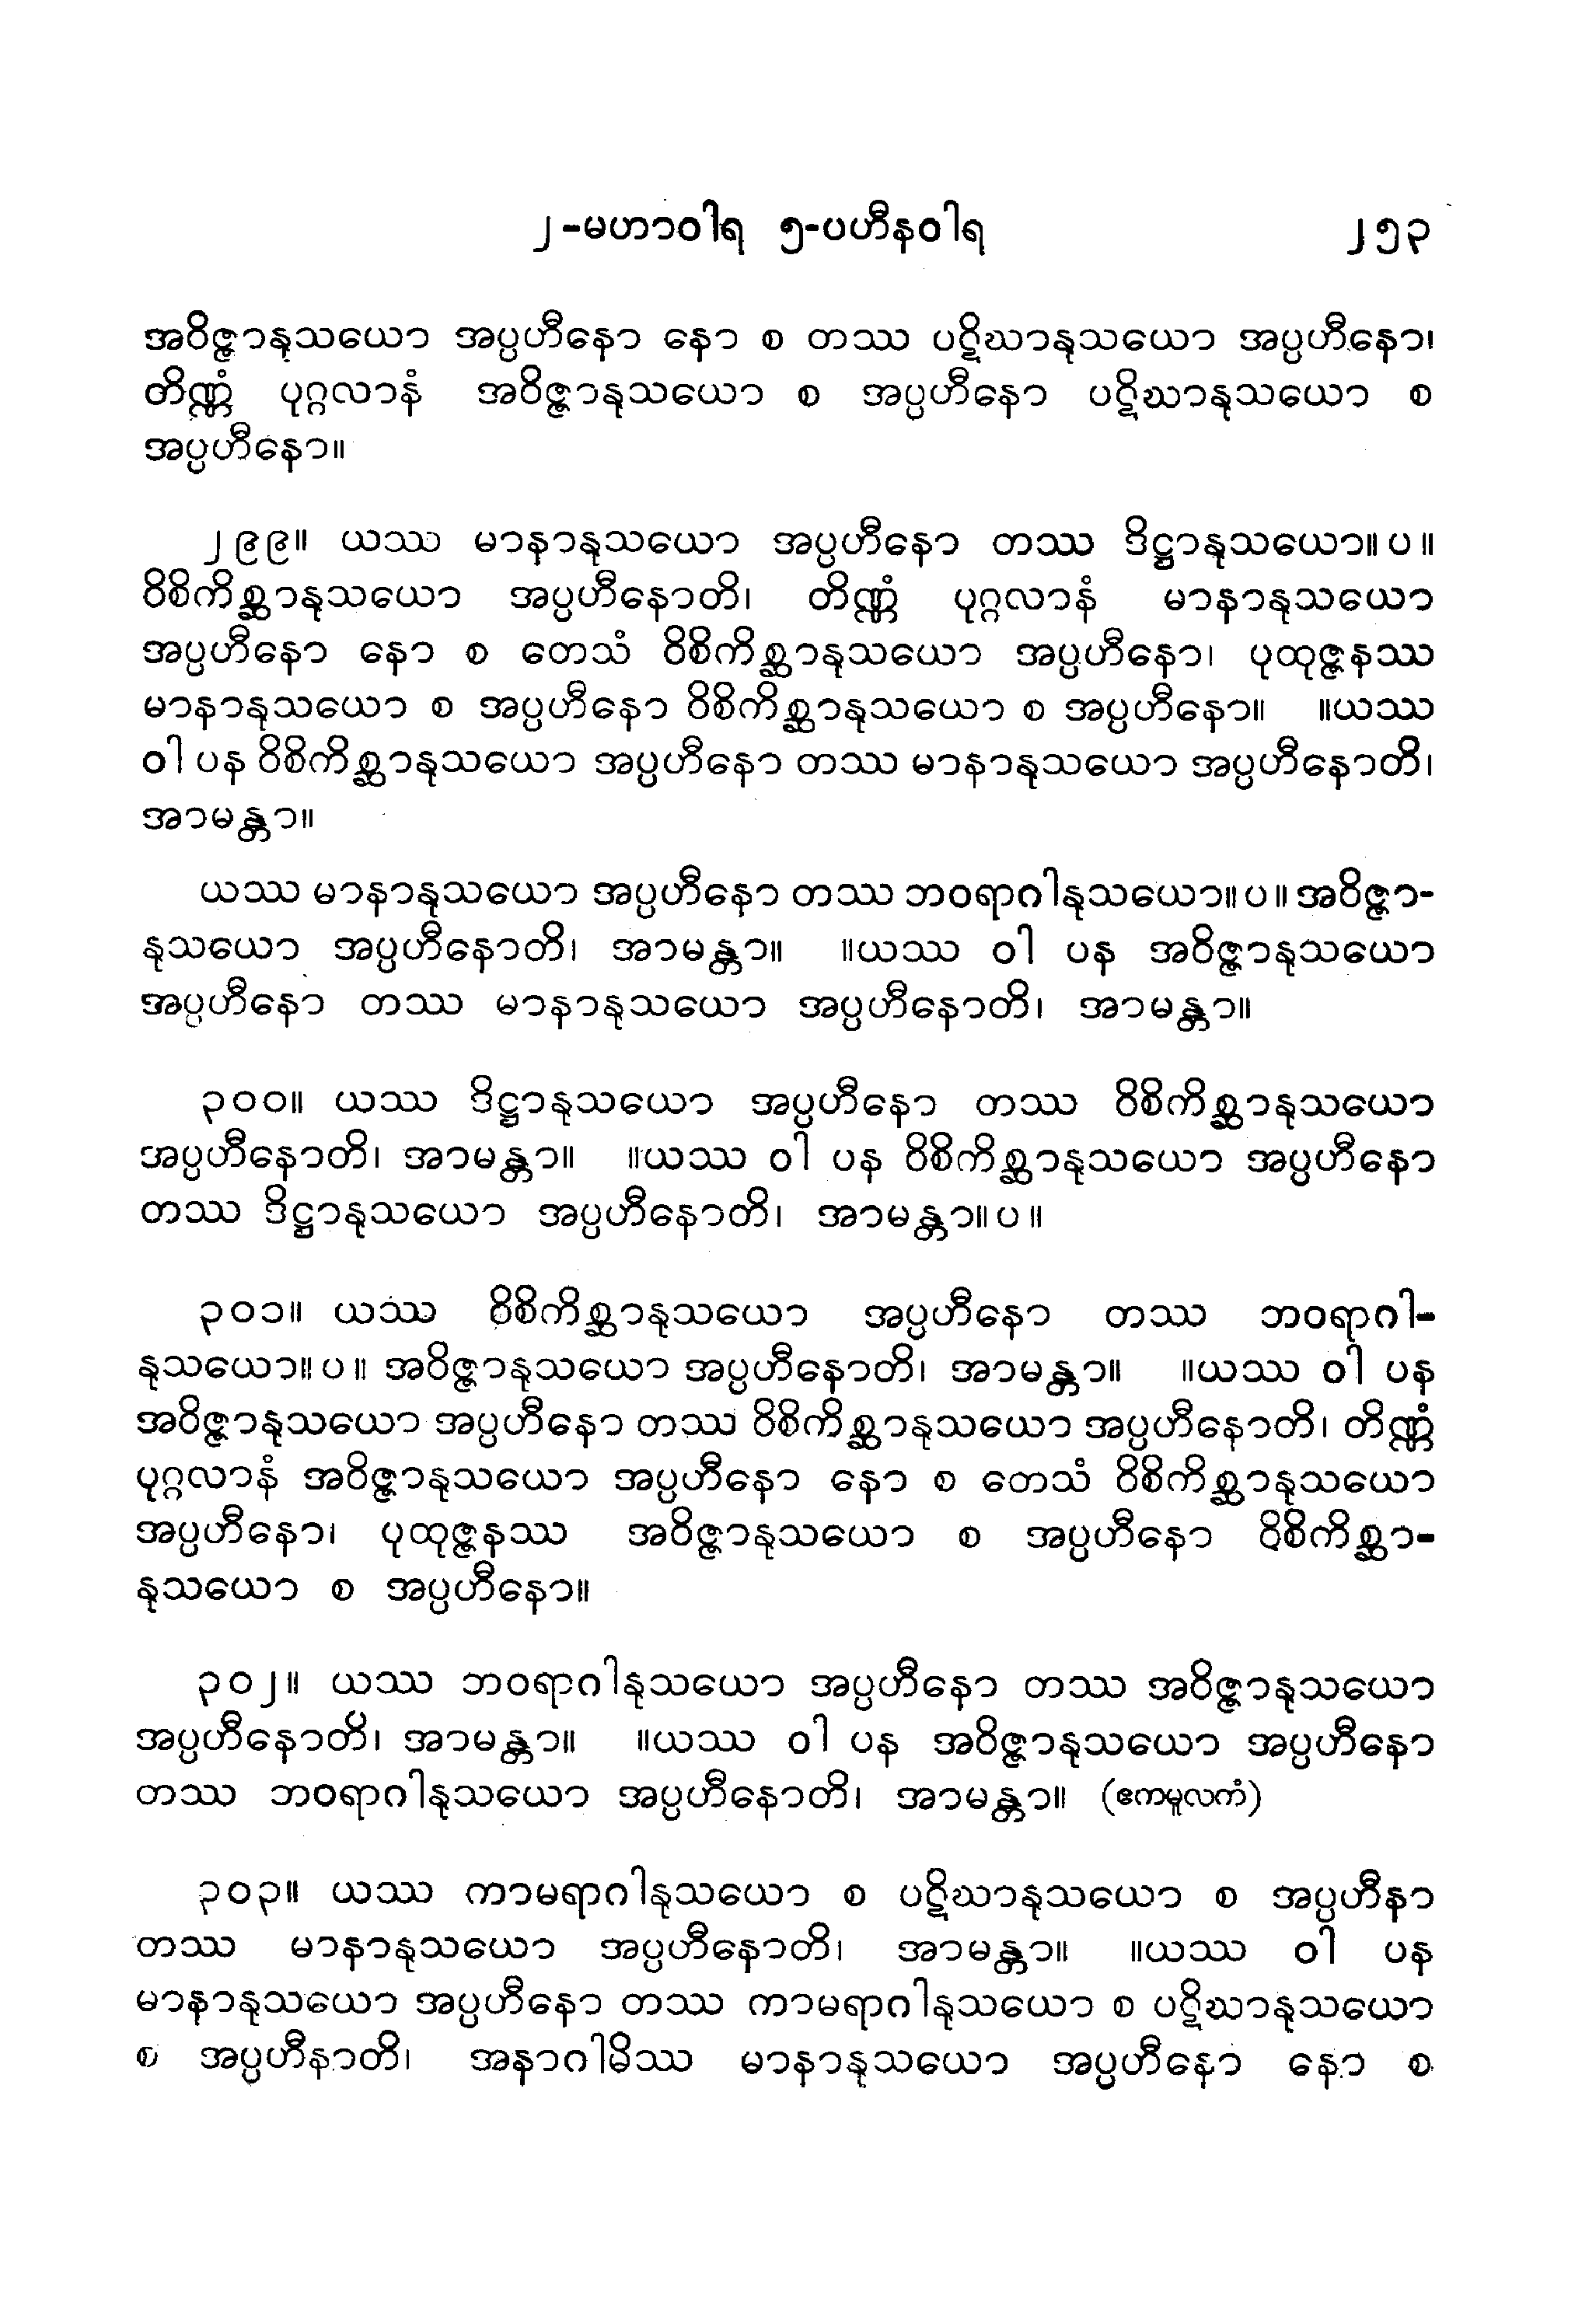 ၂-မဟာဝါရ ၅-ပဟီနဝါရ ၂၅၃
အဝိဇ္ဇာနုသယော အပ္ပဟီနော နော စ တဿ ပဋိဃာနုသယော အပ္ပဟီနော၊
တိဏ္ဏံ ပုဂ္ဂလာနံ အဝိဇ္ဇာနုသယော စ အပ္ပဟီနော ပဋိဃာနုသယော စ
အပ္ပဟီနော။
၂၉၉။ ယဿ မာနာနုသယော အပ္ပဟီနော တဿ ဒိဋ္ဌာနုသယော။ပ။
ဝိစိကိစ္ဆာနုသယော အပ္ပဟီနောတိ၊ တိဏ္ဏံ ပုဂ္ဂလာနံ မာနာနုသယော
အပ္ပဟီနော နော စ တေသံ ဝိစိကိစ္ဆာနုသယော အပ္ပဟီနော၊ ပုထုဇ္ဇနဿ
မာနာနုသယော စ အပ္ပဟီနော ဝိစိကိစ္ဆာနုသယော စ အပ္ပဟီနော။ ။ယဿ
ဝါ ပန ဝိစိကိစ္ဆာနုသယော အပ္ပဟီနော တဿ မာနာနုသယော အပ္ပဟီနောတိ၊
အာမန္တာ။
ယဿ မာနာနုသယော အပ္ပဟီနော တဿ ဘဝရာဂါနုသယော။ပ။အဝိဇ္ဇာ-
နုသယော အပ္ပဟီနောတိ၊ အာမန္တာ။ ။ယဿ ဝါ ပန အဝိဇ္ဇာနုသယော
အပ္ပဟီနော တဿ မာနာနုသယော အပ္ပဟီနောတိ၊ အာမန္တာ။
၃၀၀။ ယဿ ဒိဋ္ဌာနုသယော အပ္ပဟီနော တဿ ဝိစိကိစ္ဆာနုသယော
အပ္ပဟီနောတိ၊ အာမန္တာ။ ။ယဿ ဝါ ပန ဝိစိကိစ္ဆာနုသယော အပ္ပဟီနော
တဿ ဒိဋ္ဌာနုသယော အပ္ပဟီနောတိ၊ အာမန္တာ။ပ။
၃၀၁။ ယဿ ဝိစိကိစ္ဆာနုသယော အပ္ပဟီနော တဿ ဘဝရာဂါ-
နုသယော။ပ။ အဝိဇ္ဇာနုသယော အပ္ပဟီနောတိ၊ အာမန္တာ။ ။ယဿ ဝါ ပန
အဝိဇ္ဇာနုသယော အပ္ပဟီနော တဿ ဝိစိကိစ္ဆာနုသယော အပ္ပဟီနောတိ၊ တိဏ္ဏံ
ပုဂ္ဂလာနံ အဝိဇ္ဇာနုသယော အပ္ပဟီနော နော စ တေသံ ဝိစိကိစ္ဆာနုသယော
အပ္ပဟီနော၊ ပုထုဇ္ဇနဿ အဝိဇ္ဇာနုသယော စ အပ္ပဟီနော ဝိစိကိစ္ဆာ-
နုသယော စ အပ္ပဟီနော။
၃၀၂။ ယဿ ဘဝရာဂါနုသယော အပ္ပဟီနော တဿ အဝိဇ္ဇာနုသယော
အပ္ပဟီနောတိ၊ အာမန္တာ။ ။ယဿ ဝါ ပန အဝိဇ္ဇာနုသယော အပ္ပဟီနော
တဿ ဘဝရာဂါနုသယော အပ္ပဟီနောတိ၊ အာမန္တာ။ (ဧကမူလကံ)
၃၀၃။ ယဿ ကာမရာဂါနုသယော စ ပဋိဃာနုသယော စ အပ္ပဟီနာ
တဿ မာနာနုသယော အပ္ပဟီနောတိ၊ အာမန္တာ။ ။ယဿ ဝါ ပန
မာနာနုသယော အပ္ပဟီနော တဿ ကာမရာဂါနုသယော စ ပဋိဃာနုသယော
စ အပ္ပဟီနာတိ၊ အနာဂါမိဿ မာနာနုသယော အပ္ပဟီနော နော စ